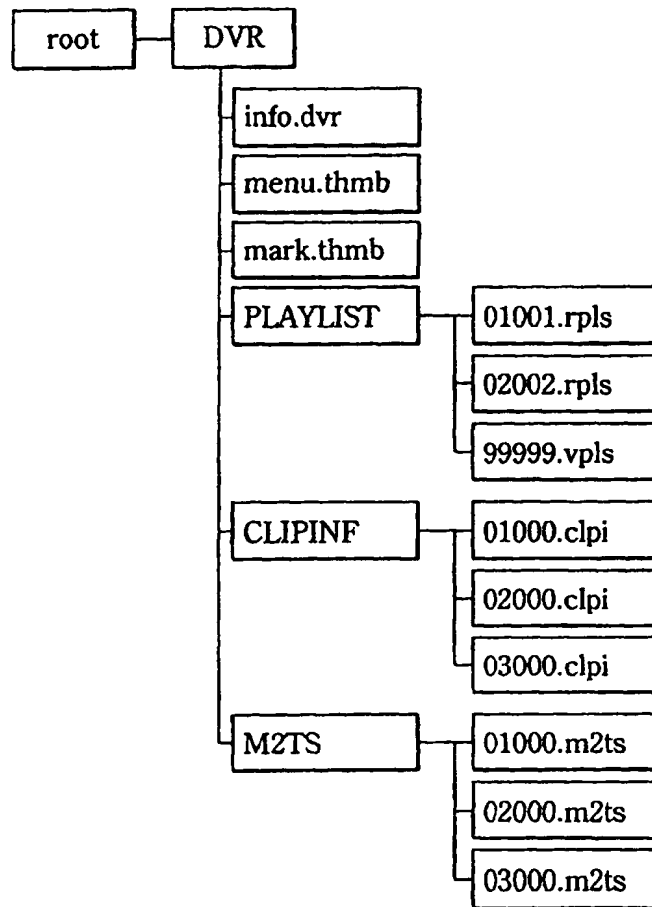 root DVR
info.dvr
menu.thmb
mark.thmb
PLAYLIST 01001.rpls
02002.rpls
99999.vpls
CLIPINF 01000.clpi
02000.clpi
03000.clpi
M2TS 01000.m2ts
02000.m2ts
03000.m2ts